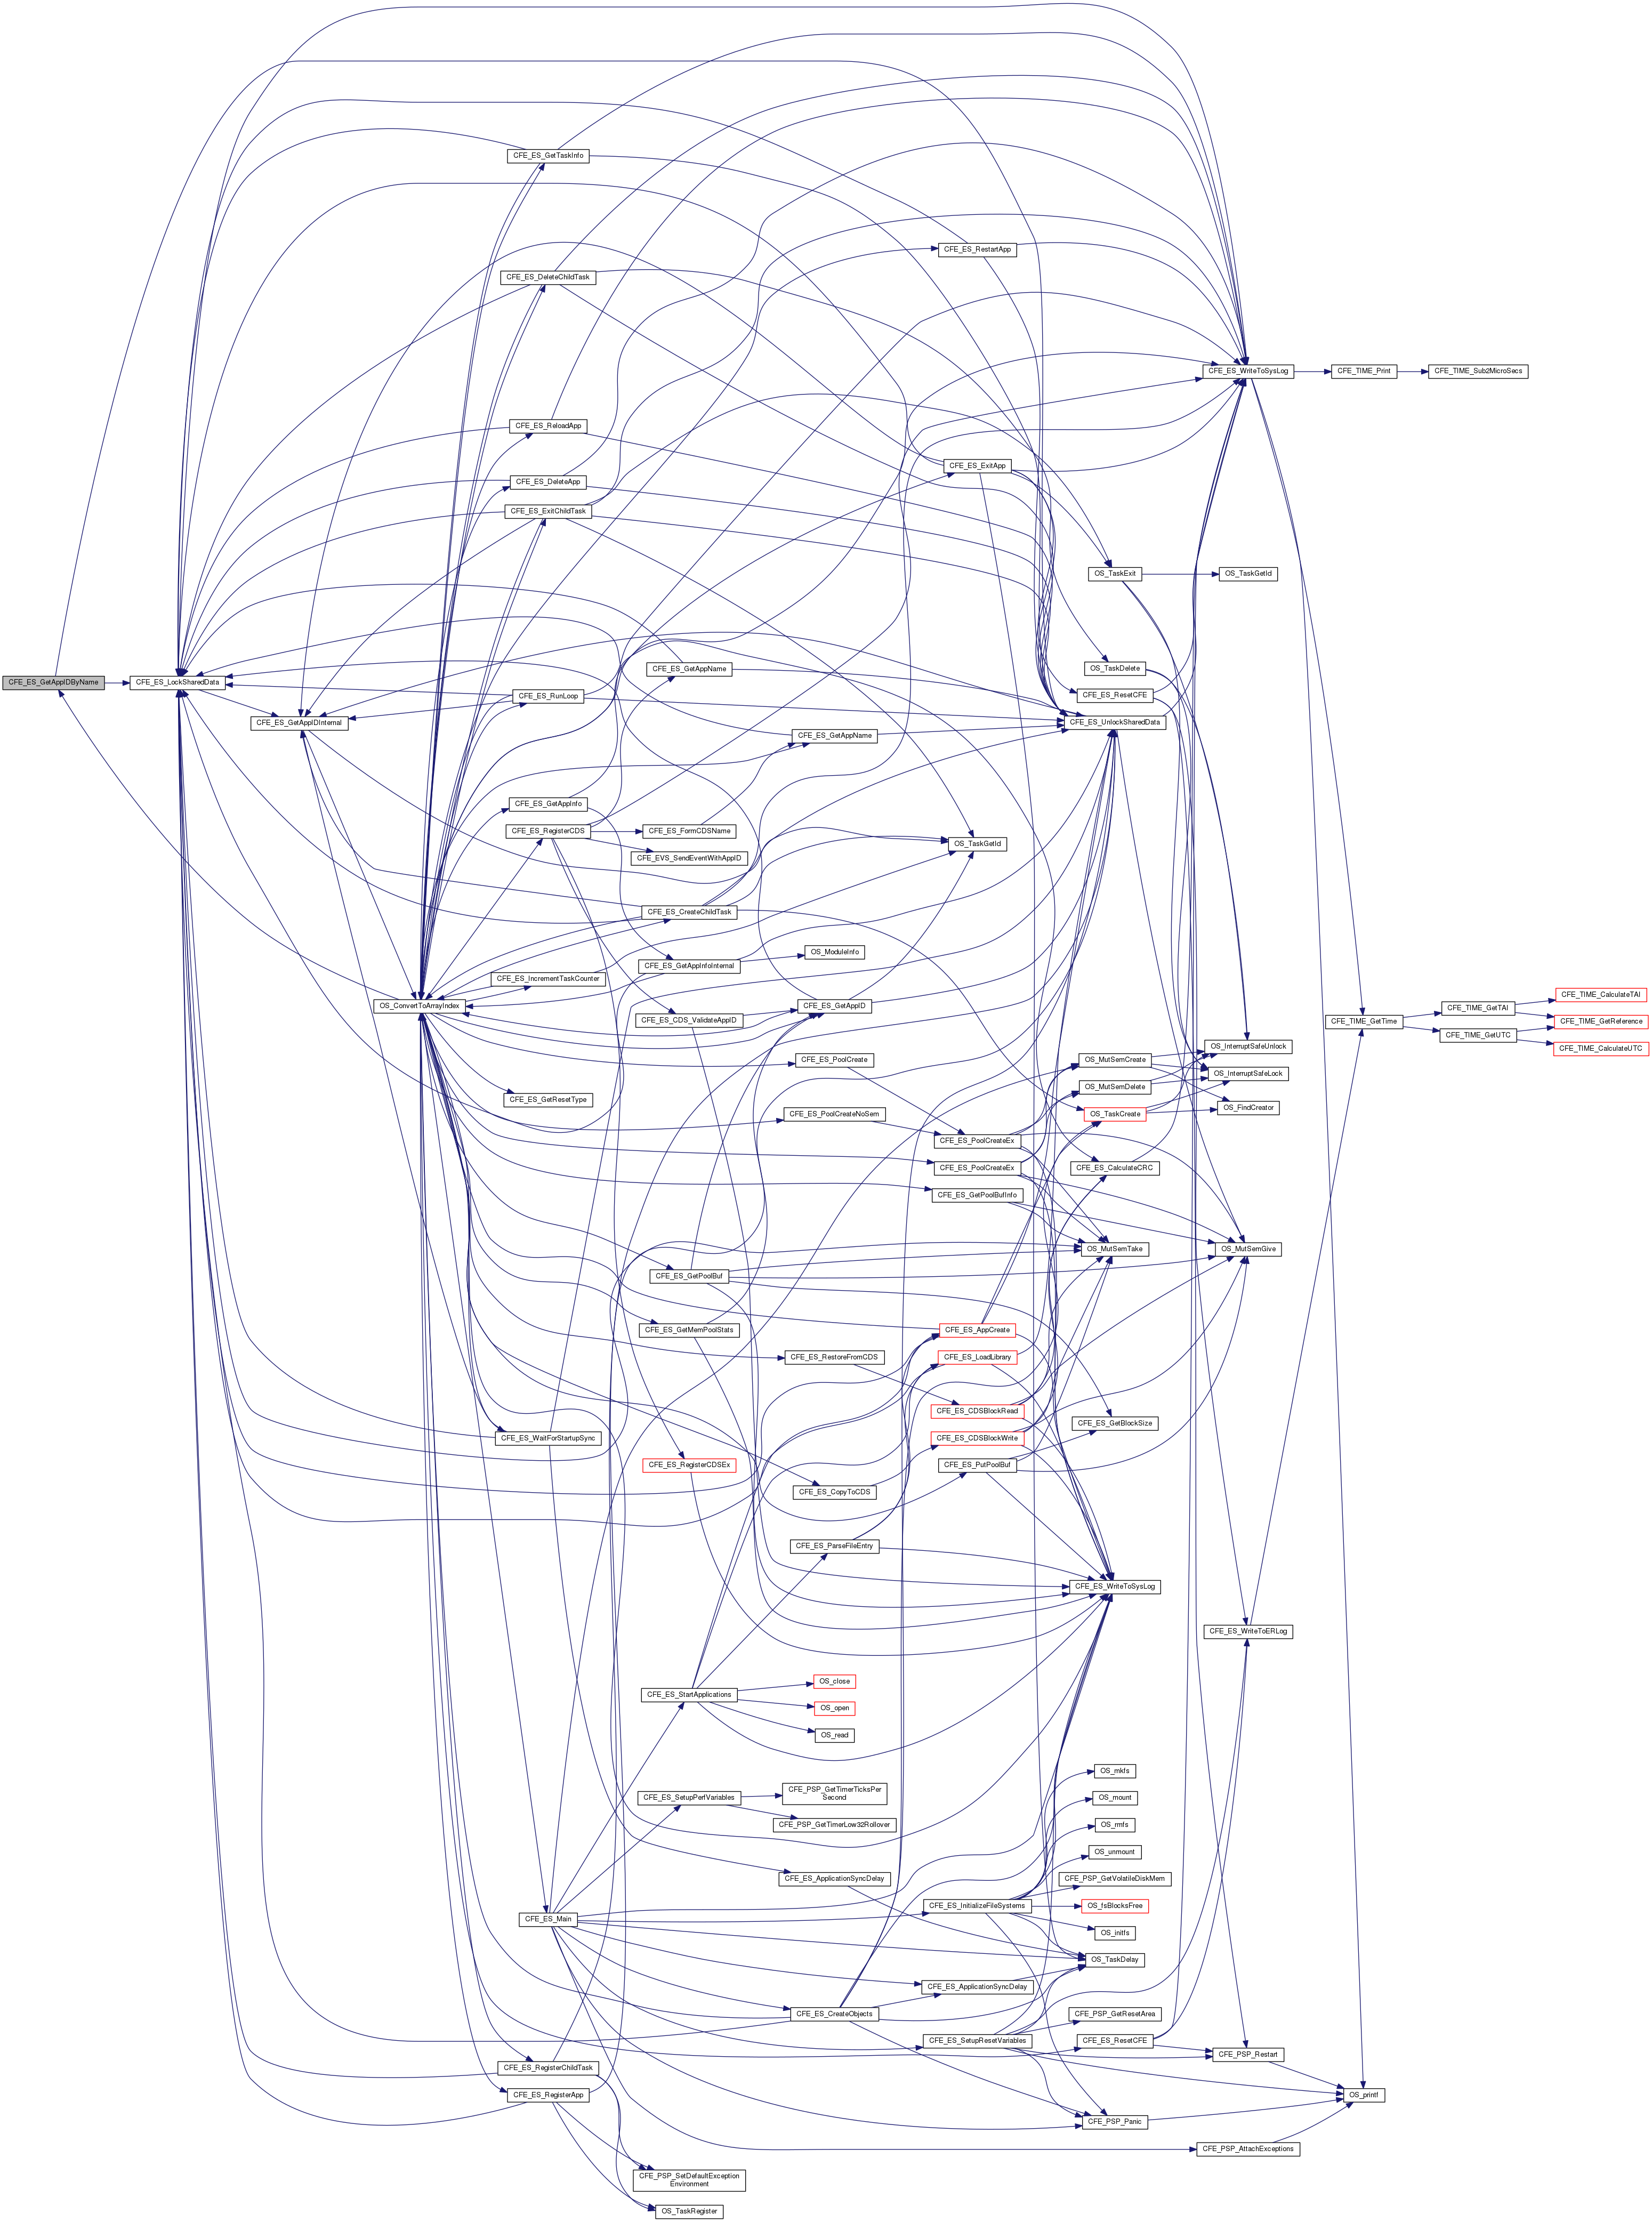 CFE_ES_GetTaskInfo
CFE_ES_RestartApp
CFE_ES_DeleteChildTask
CFE_ES_WriteToSysLog
CFE_TIME_Print
CFE_TIME_Sub2MicroSecs
CFE_ES_ReloadApp
CFE_ES_ExitApp
CFE_ES_DeleteApp
CFE_ES_ExitChildTask
OS_TaskExit
OS_TaskGetId
CFE_ES_GetAppName
OS_TaskDelete
CFE_ES_GetAppIDByName
CFE_ES_LockSharedData
CFE_ES_RunLoop
CFE_ES_ResetCFE
CFE_ES_GetAppIDInternal
CFE_ES_UnlockSharedData
CFE_ES_GetAppName
CFE_ES_GetAppInfo
CFE_ES_RegisterCDS
CFE_ES_FormCDSName
OS_TaskGetId
CFE_EVS_SendEventWithAppID
CFE_ES_CreateChildTask
OS_ModuleInfo
CFE_ES_GetAppInfoInternal
CFE_ES_IncrementTaskCounter
CFE_TIME_CalculateTAI
OS_ConvertToArrayIndex
CFE_ES_GetAppID
CFE_TIME_GetTAI
CFE_ES_CDS_ValidateAppID
CFE_TIME_GetTime
CFE_TIME_GetReference
CFE_TIME_GetUTC
OS_InterruptSafeUnlock
CFE_TIME_CalculateUTC
CFE_ES_PoolCreate
OS_MutSemCreate
OS_InterruptSafeLock
OS_MutSemDelete
CFE_ES_GetResetType
OS_FindCreator
CFE_ES_PoolCreateNoSem
OS_TaskCreate
CFE_ES_PoolCreateEx
CFE_ES_PoolCreateEx
CFE_ES_CalculateCRC
CFE_ES_GetPoolBufInfo
OS_MutSemTake
OS_MutSemGive
CFE_ES_GetPoolBuf
CFE_ES_GetMemPoolStats
CFE_ES_AppCreate
CFE_ES_RestoreFromCDS
CFE_ES_LoadLibrary
CFE_ES_CDSBlockRead
CFE_ES_GetBlockSize
CFE_ES_WaitForStartupSync
CFE_ES_CDSBlockWrite
CFE_ES_RegisterCDSEx
CFE_ES_PutPoolBuf
CFE_ES_CopyToCDS
CFE_ES_ParseFileEntry
CFE_ES_WriteToSysLog
CFE_ES_WriteToERLog
OS_close
CFE_ES_StartApplications
OS_open
OS_read
OS_mkfs
CFE_PSP_GetTimerTicksPer
Second
CFE_ES_SetupPerfVariables
OS_mount
CFE_PSP_GetTimerLow32Rollover
OS_rmfs
OS_unmount
CFE_ES_ApplicationSyncDelay
CFE_PSP_GetVolatileDiskMem
CFE_ES_InitializeFileSystems
OS_fsBlocksFree
CFE_ES_Main
OS_initfs
OS_TaskDelay
CFE_ES_ApplicationSyncDelay
CFE_ES_CreateObjects
CFE_PSP_GetResetArea
CFE_ES_SetupResetVariables
CFE_ES_ResetCFE
CFE_PSP_Restart
CFE_ES_RegisterChildTask
CFE_ES_RegisterApp
OS_printf
CFE_PSP_Panic
CFE_PSP_AttachExceptions
CFE_PSP_SetDefaultException
Environment
OS_TaskRegister